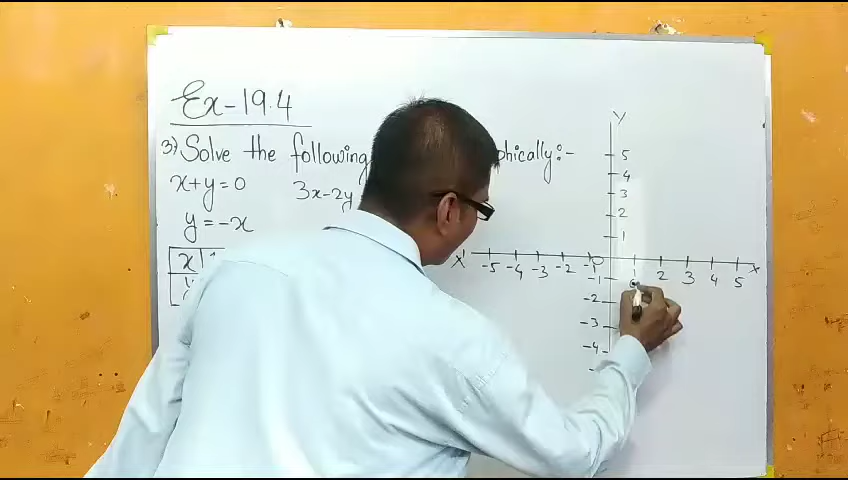 Ex-19.4
3) Solve the following phically:-
x+y=0 3x-2y
y=-x
x 1
Y
5
4
3
2
1
X' -5 -4 -3 -2 -1 O 1 2 3 4 5 X
-1
-2
-3
-4